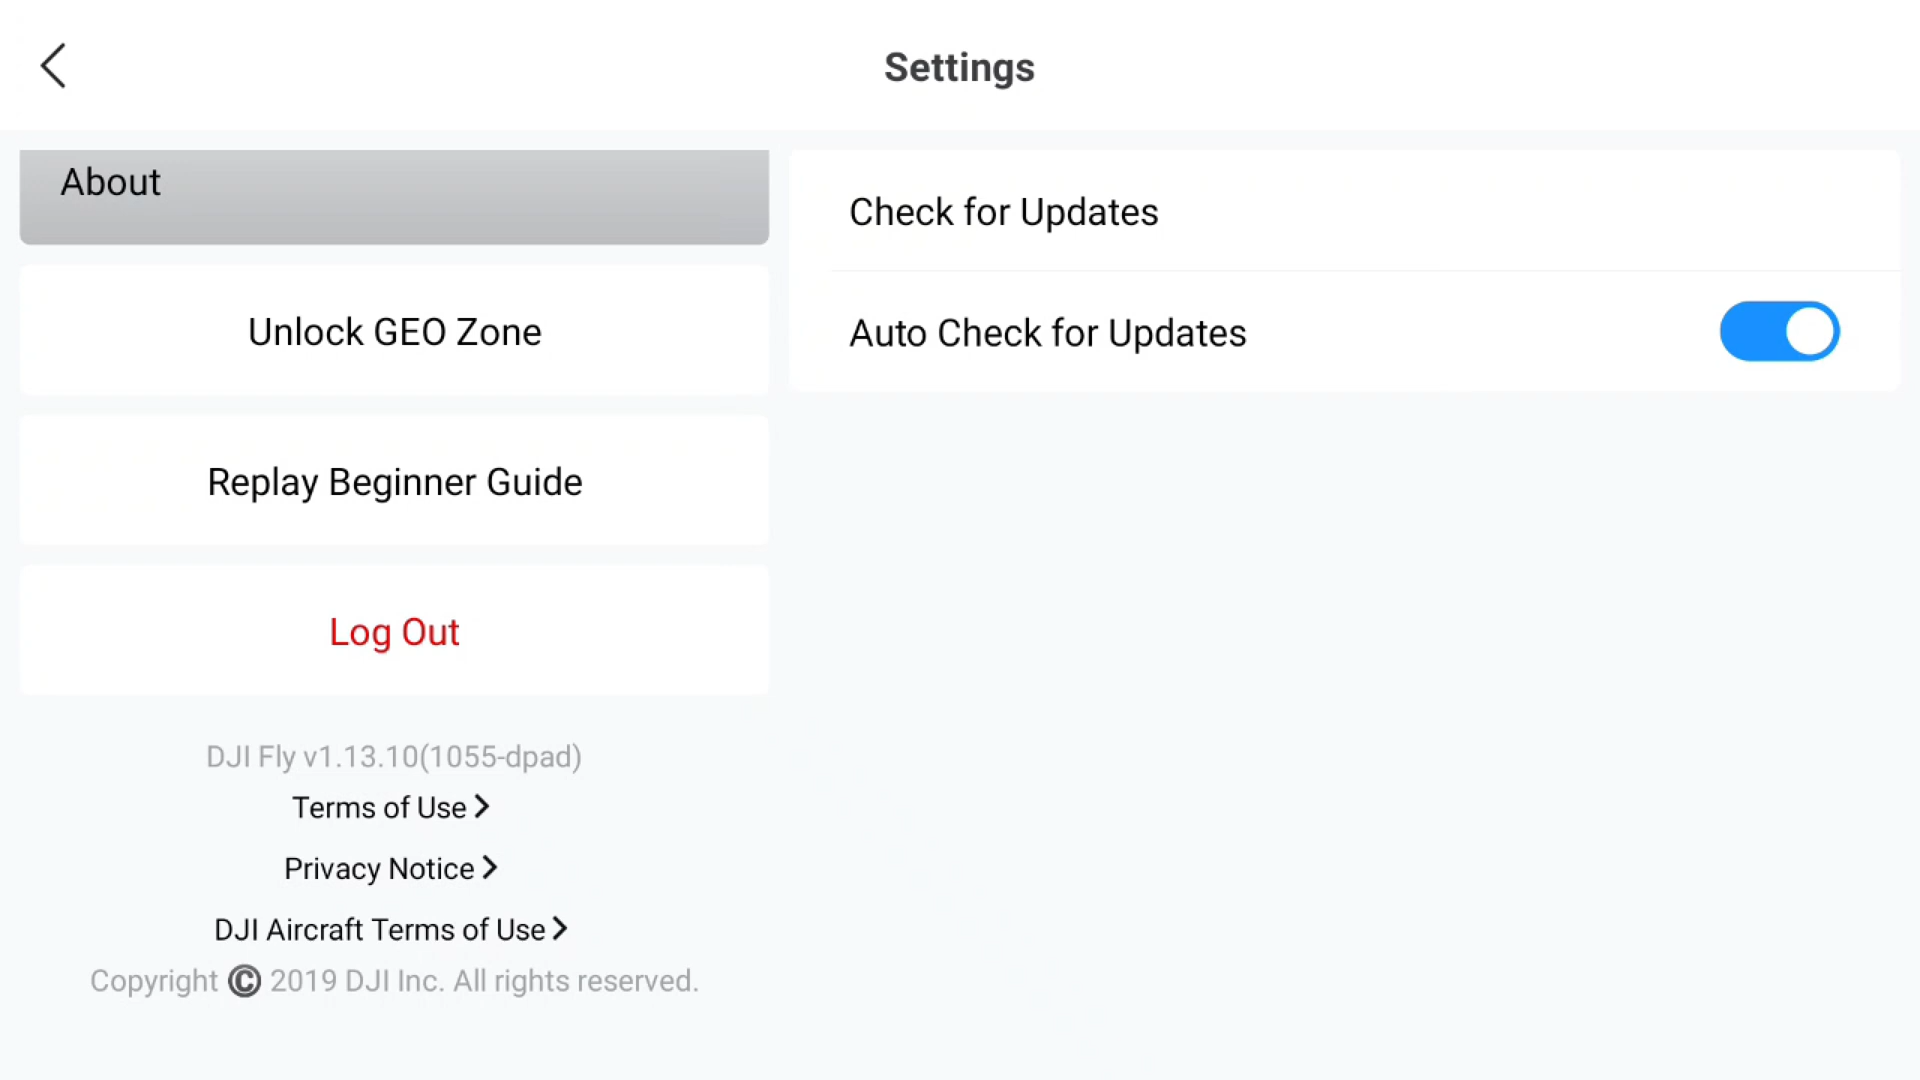 Settings
About
Unlock GEO Zone
Replay Beginner Guide
Log Out
DJI Fly v1.13.10(1055-dpad)
Terms of Use
Privacy Notice
DJI Aircraft Terms of Use
Copyright © 2019 DJI Inc. All rights reserved.
Check for Updates
Auto Check for Updates